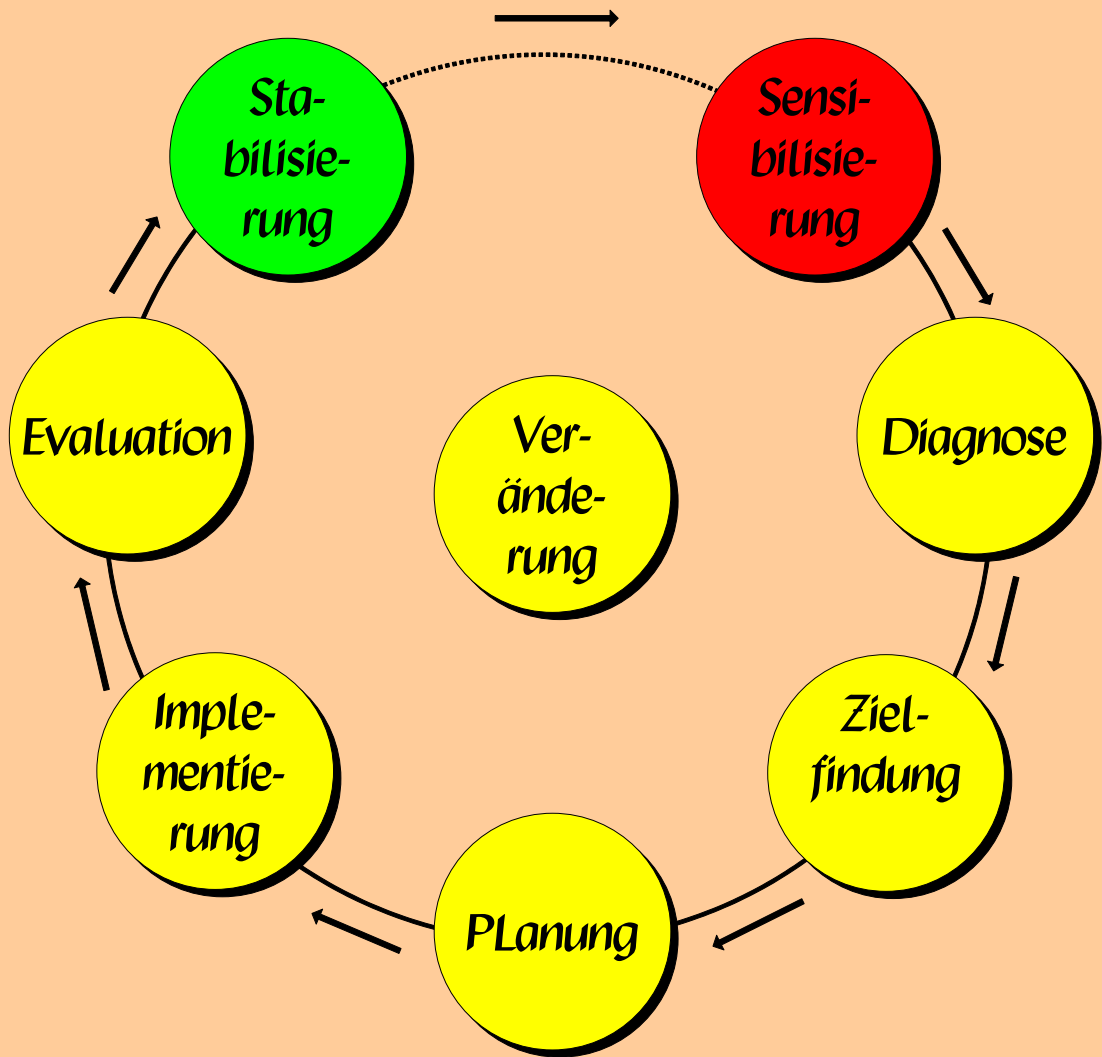 Sta-
bilisie-
rung
Sensi-
bilisie-
rung
Diagnose
Ziel-
findung
PLanung
Imple-
mentie-
rung
Evaluation
Ver-
ände-
rung